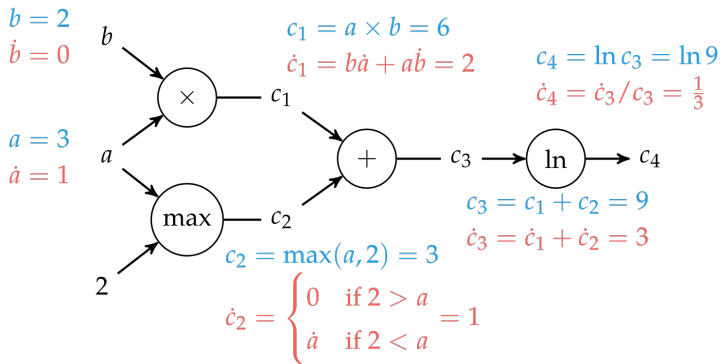 b = 2
ḃ = 0
b
c₁ = a × b = 6
ċ₁ = bȧ + aḃ = 2
c₄ = ln c₃ = ln 9
ċ₄ = ċ₃/c₃ = 1/3
×
c₁
a = 3
ȧ = 1
a
+
c₃
ln
c₄
max
c₂
c₃ = c₁ + c₂ = 9
ċ₃ = ċ₁ + ċ₂ = 3
2
c₂ = max(a, 2) = 3
ċ₂ = { 0 if 2 > a
ȧ if 2 < a = 1